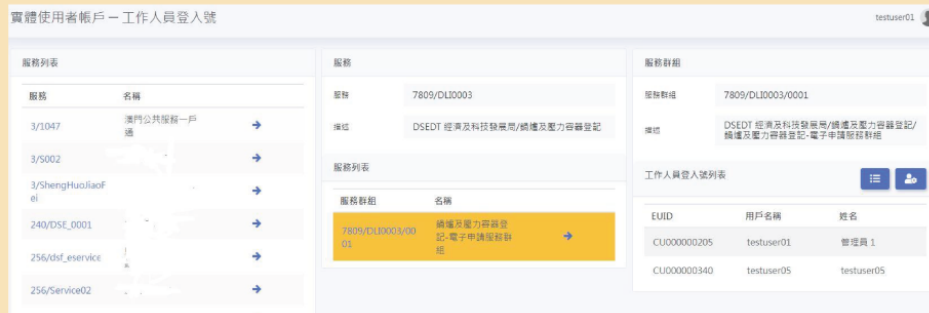 實體使用者帳戶 — 工作人員登入號
testuser01
服務列表
服務 名稱
3/1047 澳門公共服務一戶
通
3/S002
3/ShengHuoJiaoF
ei
240/DSE_0001
256/dsf_eservice
256/Service02
服務
服務 7809/DLI0003
描述 DSEDT 經濟及科技發展局/鍋爐及壓力容器登記
服務列表
服務群組 名稱
7809/DLI0003/00
01
鍋爐及壓力容器登
記-電子申請服務群
組
服務群組
服務群組 7809/DLI0003/0001
描述 DSEDT 經濟及科技發展局/鍋爐及壓力容器登記/
鍋爐及壓力容器登記-電子申請服務群組
工作人員登入號列表
EUID 用戶名稱 姓名
CU000000205 testuser01 管理員 1
CU000000340 testuser05 testuser05